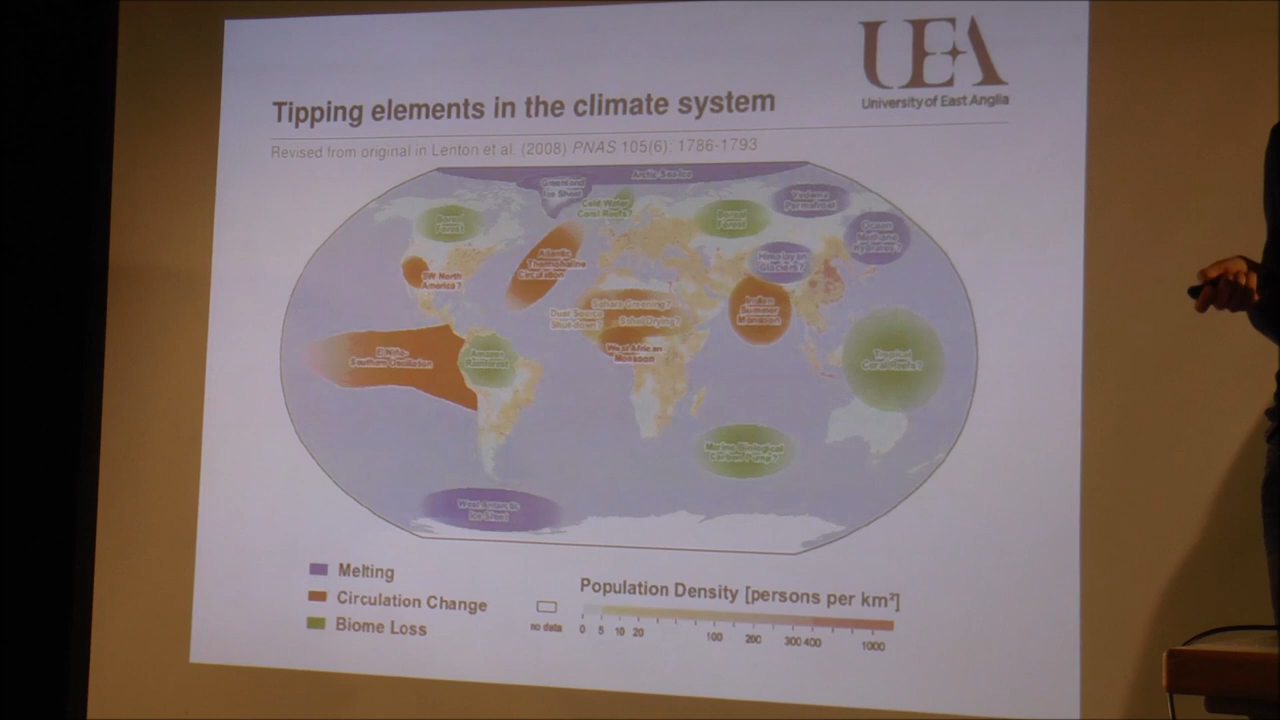 UEA
University of East Anglia
Tipping elements in the climate system
Revised from original in Lenton et al. (2008) PNAS 105(6): 1786-1793
Arctic Sea-Ice
Greenland
Ice Sheet
Cold Water
Coral Reefs?
Boreal
Forest
Boreal
Forest
Yedoma
Permafrost
Ocean
Methane
Hydrates?
Himalayan
Glaciers?
SW North
America?
Atlantic
Thermohaline
Circulation
Sahara Greening?
Dust Source
Shut-down?
Sahel Drying?
West African
Monsoon
Indian
Summer
Monsoon
El Niño-
Southern Oscillation
Amazon
Rainforest
Tropical
Coral Reefs?
Marine Biological
Carbon Pump?
West Antarctic
Ice Sheet
Melting
Circulation Change
Biome Loss
no data
Population Density [persons per km²]
0 5 10 20 100 200 300 400 1000